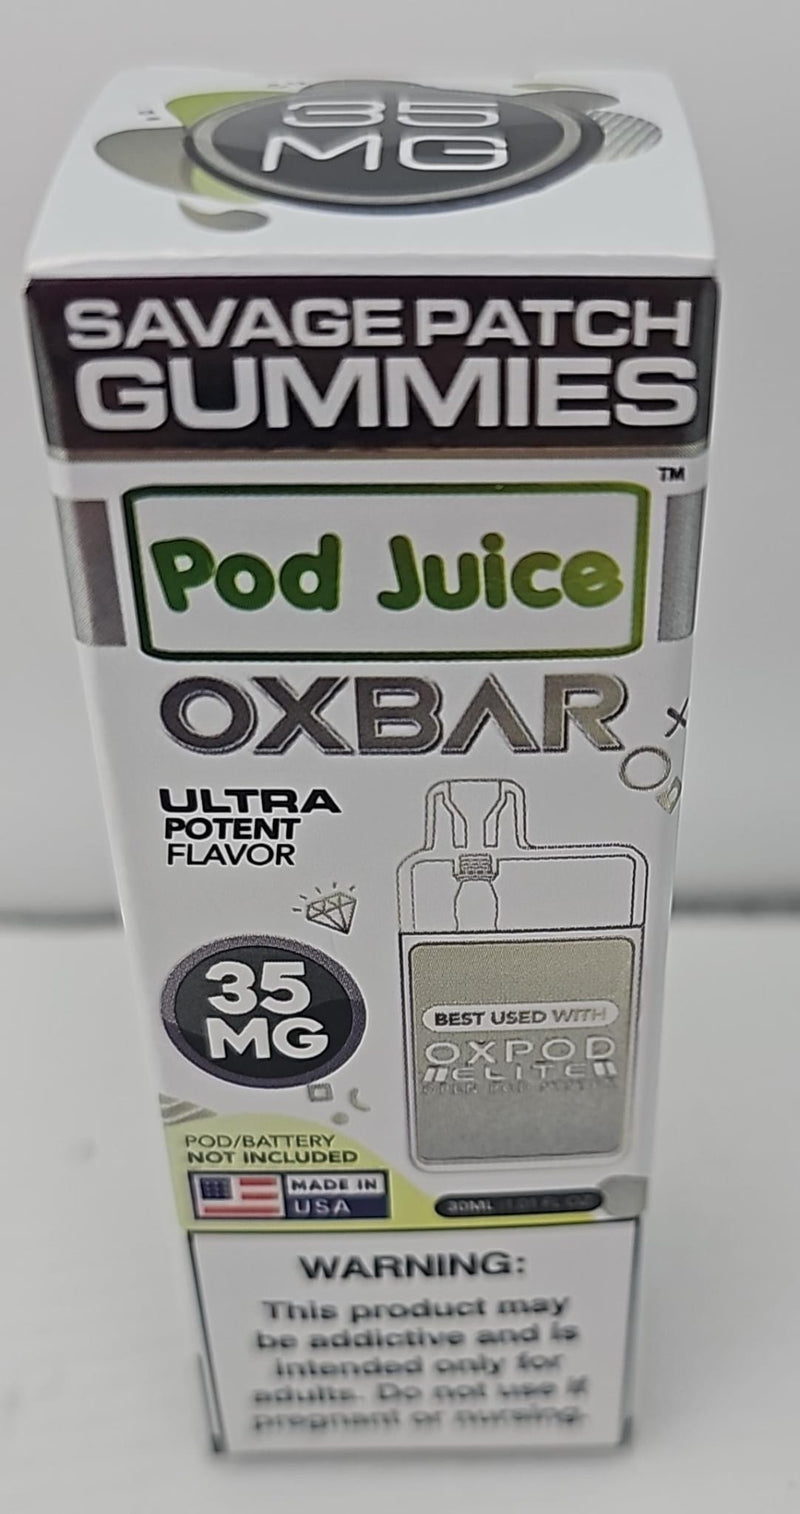 35
MG
SAVAGE PATCH
GUMMIES
TM
Pod Juice
OXBAR
ULTRA
POTENT
FLAVOR
35
MG
BEST USED WITH
OXPOD
ELITE
POD/BATTERY
NOT INCLUDED
MADE IN
USA
30ML
WARNING:
This product may
be addictive and is
intended only for
adults. Do not use if
pregnant or nursing.